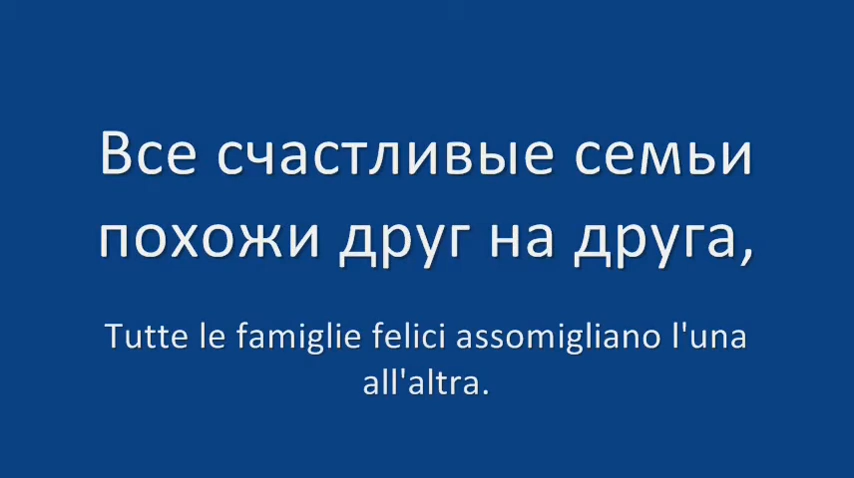 Все счастливые семьи
похожи друг на друга,
Tutte le famiglie felici assomigliano l'una
all'altra.